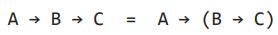 A → B → C = A → (B → C)